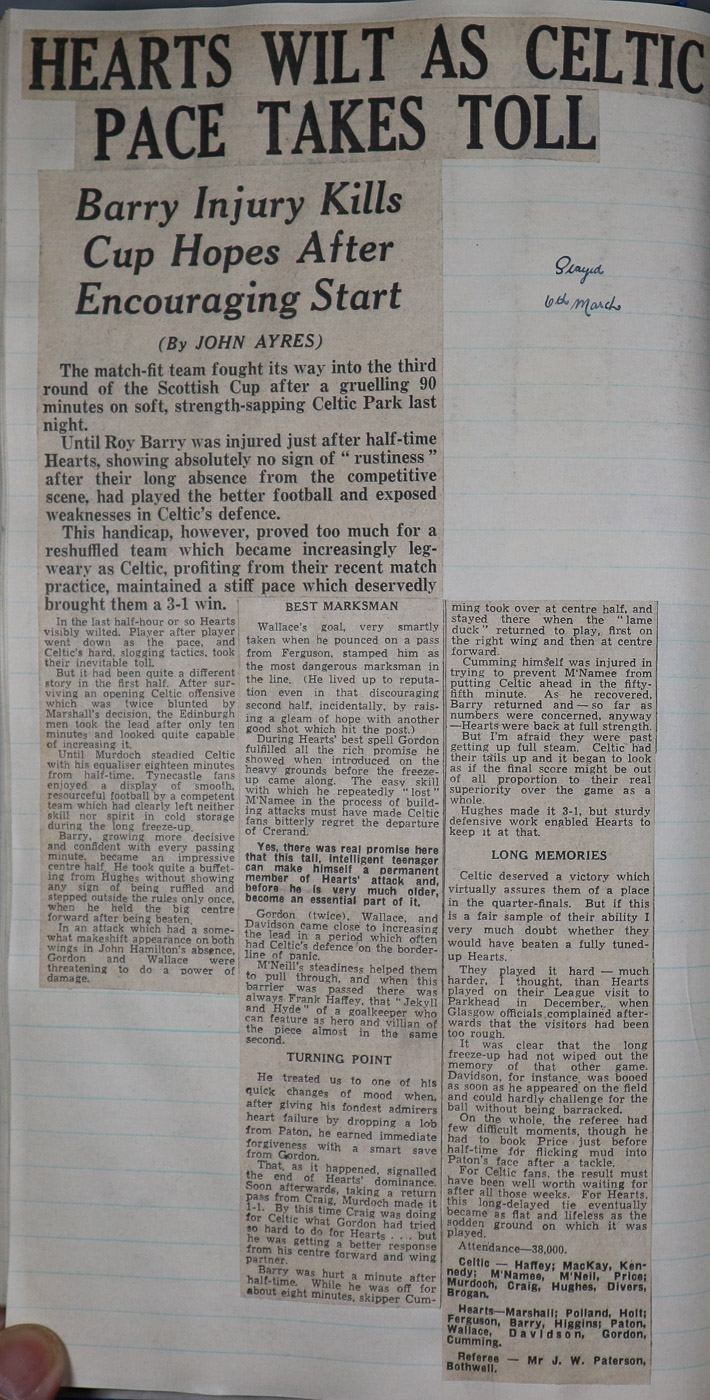 HEARTS WILT AS CELTIC
PACE TAKES TOLL
Barry Injury Kills
Cup Hopes After
Encouraging Start
(By JOHN AYRES)
Played
6th March
The match-fit team fought its way into the third
round of the Scottish Cup after a gruelling 90
minutes on soft, strength-sapping Celtic Park last
night.
Until Roy Barry was injured just after half-time
Hearts, showing absolutely no sign of "rustiness"
after their long absence from the competitive
scene, had played the better football and exposed
weaknesses in Celtic's defence.
This handicap, however, proved too much for a
reshuffled team which became increasingly leg-
weary as Celtic, profiting from their recent match
practice, maintained a stiff pace which deservedly
brought them a 3-1 win.
In the last half-hour or so Hearts
visibly wilted. Player after player
went down as the pace, and
Celtic's hard, slogging tactics, took
their inevitable toll.
But it had been quite a different
story in the first half. After sur-
viving an opening Celtic offensive
which was twice blunted by
Marshall's decision, the Edinburgh
men took the lead after only ten
minutes and looked quite capable
of increasing it.
Until Murdoch steadied Celtic
with his equaliser eighteen minutes
from half-time, Tynecastle fans
enjoyed a display of smooth,
resourceful football by a competent
team which had clearly left neither
skill nor spirit in cold storage
during the long freeze-up.
Barry, growing more decisive
and confident with every passing
minute, became an impressive
centre half. He took quite a buffet-
ing from Hughes without showing
any sign of being ruffled and
stepped outside the rules only once,
when he held the big centre
forward after being beaten.
In an attack which had a some-
what makeshift appearance on both
wings in John Hamilton's absence,
Gordon and Wallace were
threatening to do a power of
damage.
BEST MARKSMAN
Wallace's goal, very smartly
taken when he pounced on a pass
from Ferguson, stamped him as
the most dangerous marksman in
the line. (He lived up to reputa-
tion even in that discouraging
second half, incidentally, by rais-
ing a gleam of hope with another
good shot which hit the post.)
During Hearts' best spell Gordon
fulfilled all the rich promise he
showed when introduced on the
heavy grounds before the freeze-
up came along. The easy skill
with which he repeatedly "lost"
M'Namee in the process of build-
ing attacks must have made Celtic
fans bitterly regret the departure
of Crerand.
Yes, there was real promise here
that this tall, intelligent teenager
can make himself a permanent
member of Hearts' attack and,
before he is very much older,
become an essential part of it.
Gordon (twice), Wallace, and
Davidson came close to increasing
the lead in a period which often
had Celtic's defence on the border-
line of panic.
M'Neill's steadiness helped them
to pull through, and when this
barrier was passed there was
always Frank Haffey, that "Jekyll
and Hyde" of a goalkeeper who
can feature as hero and villian of
the piece almost in the same
second.
TURNING POINT
He treated us to one of his
quick changes of mood when,
after giving his fondest admirers
heart failure by dropping a lob
from Paton, he earned immediate
forgiveness with a smart save
from Gordon.
That, as it happened, signalled
the end of Hearts' dominance.
Soon afterwards, taking a return
pass from Craig, Murdoch made it
1-1. By this time Craig was doing
for Celtic what Gordon had tried
so hard to do for Hearts . . . but
he was getting a better response
from his centre forward and wing
partner.
Barry was hurt a minute after
half-time. While he was off for
about eight minutes, skipper Cum-
ming took over at centre half, and
stayed there when the "lame
duck" returned to play, first on
the right wing and then at centre
forward.
Cumming himself was injured in
trying to prevent M'Namee from
putting Celtic ahead in the fifty-
fifth minute. As he recovered,
Barry returned and — so far as
numbers were concerned, anyway
—Hearts were back at full strength.
But I'm afraid they were past
getting up full steam. Celtic had
their tails up and it began to look
as if the final score might be out
of all proportion to their real
superiority over the game as a
whole.
Hughes made it 3-1, but sturdy
defensive work enabled Hearts to
keep it at that.
LONG MEMORIES
Celtic deserved a victory which
virtually assures them of a place
in the quarter-finals. But if this
is a fair sample of their ability I
very much doubt whether they
would have beaten a fully tuned-
up Hearts.
They played it hard — much
harder, I thought, than Hearts
played on their League visit to
Parkhead in December, when
Glasgow officials complained after-
wards that the visitors had been
too rough.
It was clear that the long
freeze-up had not wiped out the
memory of that other game.
Davidson, for instance, was booed
as soon as he appeared on the field
and could hardly challenge for the
ball without being barracked.
On the whole, the referee had
few difficult moments, though he
had to book Price just before
half-time for flicking mud into
Paton's face after a tackle.
For Celtic fans, the result must
have been well worth waiting for
after all those weeks. For Hearts,
this long-delayed tie eventually
became as flat and lifeless as the
sodden ground on which it was
played.
Attendance—38,000.
Celtic — Haffey; MacKay, Ken-
nedy; M'Namee, M'Neil, Price;
Murdoch, Craig, Hughes, Divers,
Brogan.
Hearts—Marshall; Polland, Holt;
Ferguson, Barry, Higgins; Paton,
Wallace, Davidson, Gordon,
Cumming.
Referee — Mr J. W. Paterson,
Bothwell.